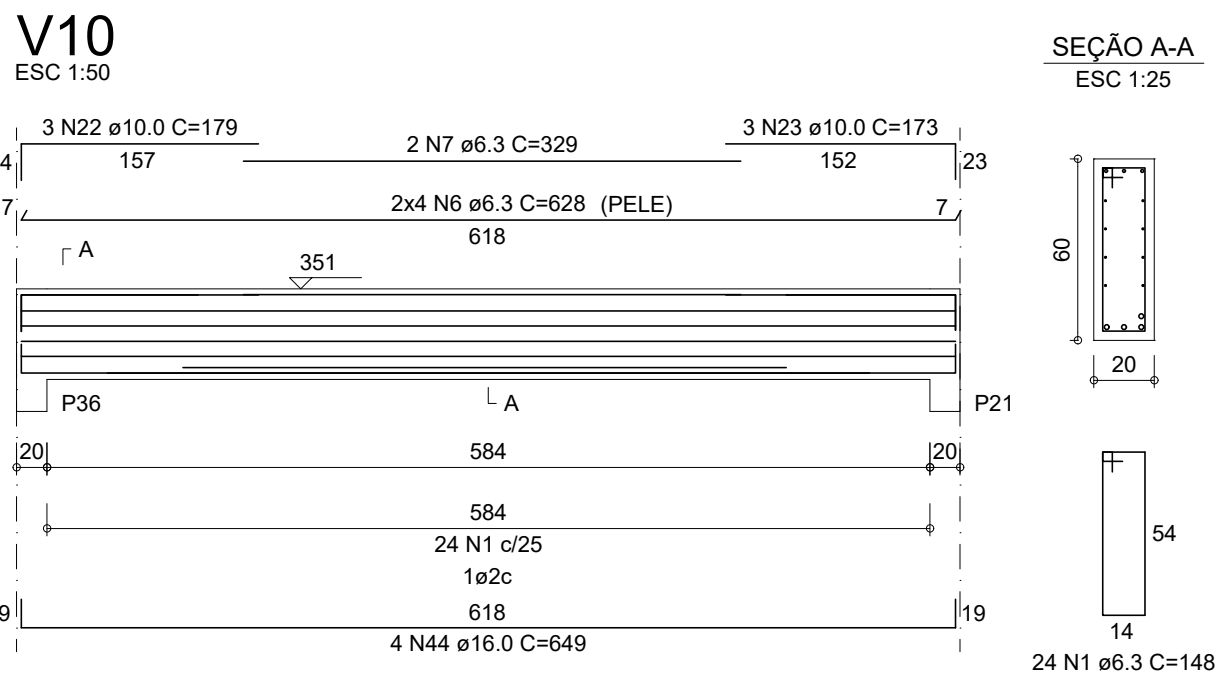 V10
ESC 1:50
SEÇÃO A-A
ESC 1:25
3 N22 ø10.0 C=179
2 N7 ø6.3 C=329
3 N23 ø10.0 C=173
4
157
152
23
7
2x4 N6 ø6.3 C=628 (PELE)
7
618
A
351
60
20
P36
A
P21
20
584
20
584
24 N1 c/25
1ø2c
54
14
9
618
19
4 N44 ø16.0 C=649
24 N1 ø6.3 C=148